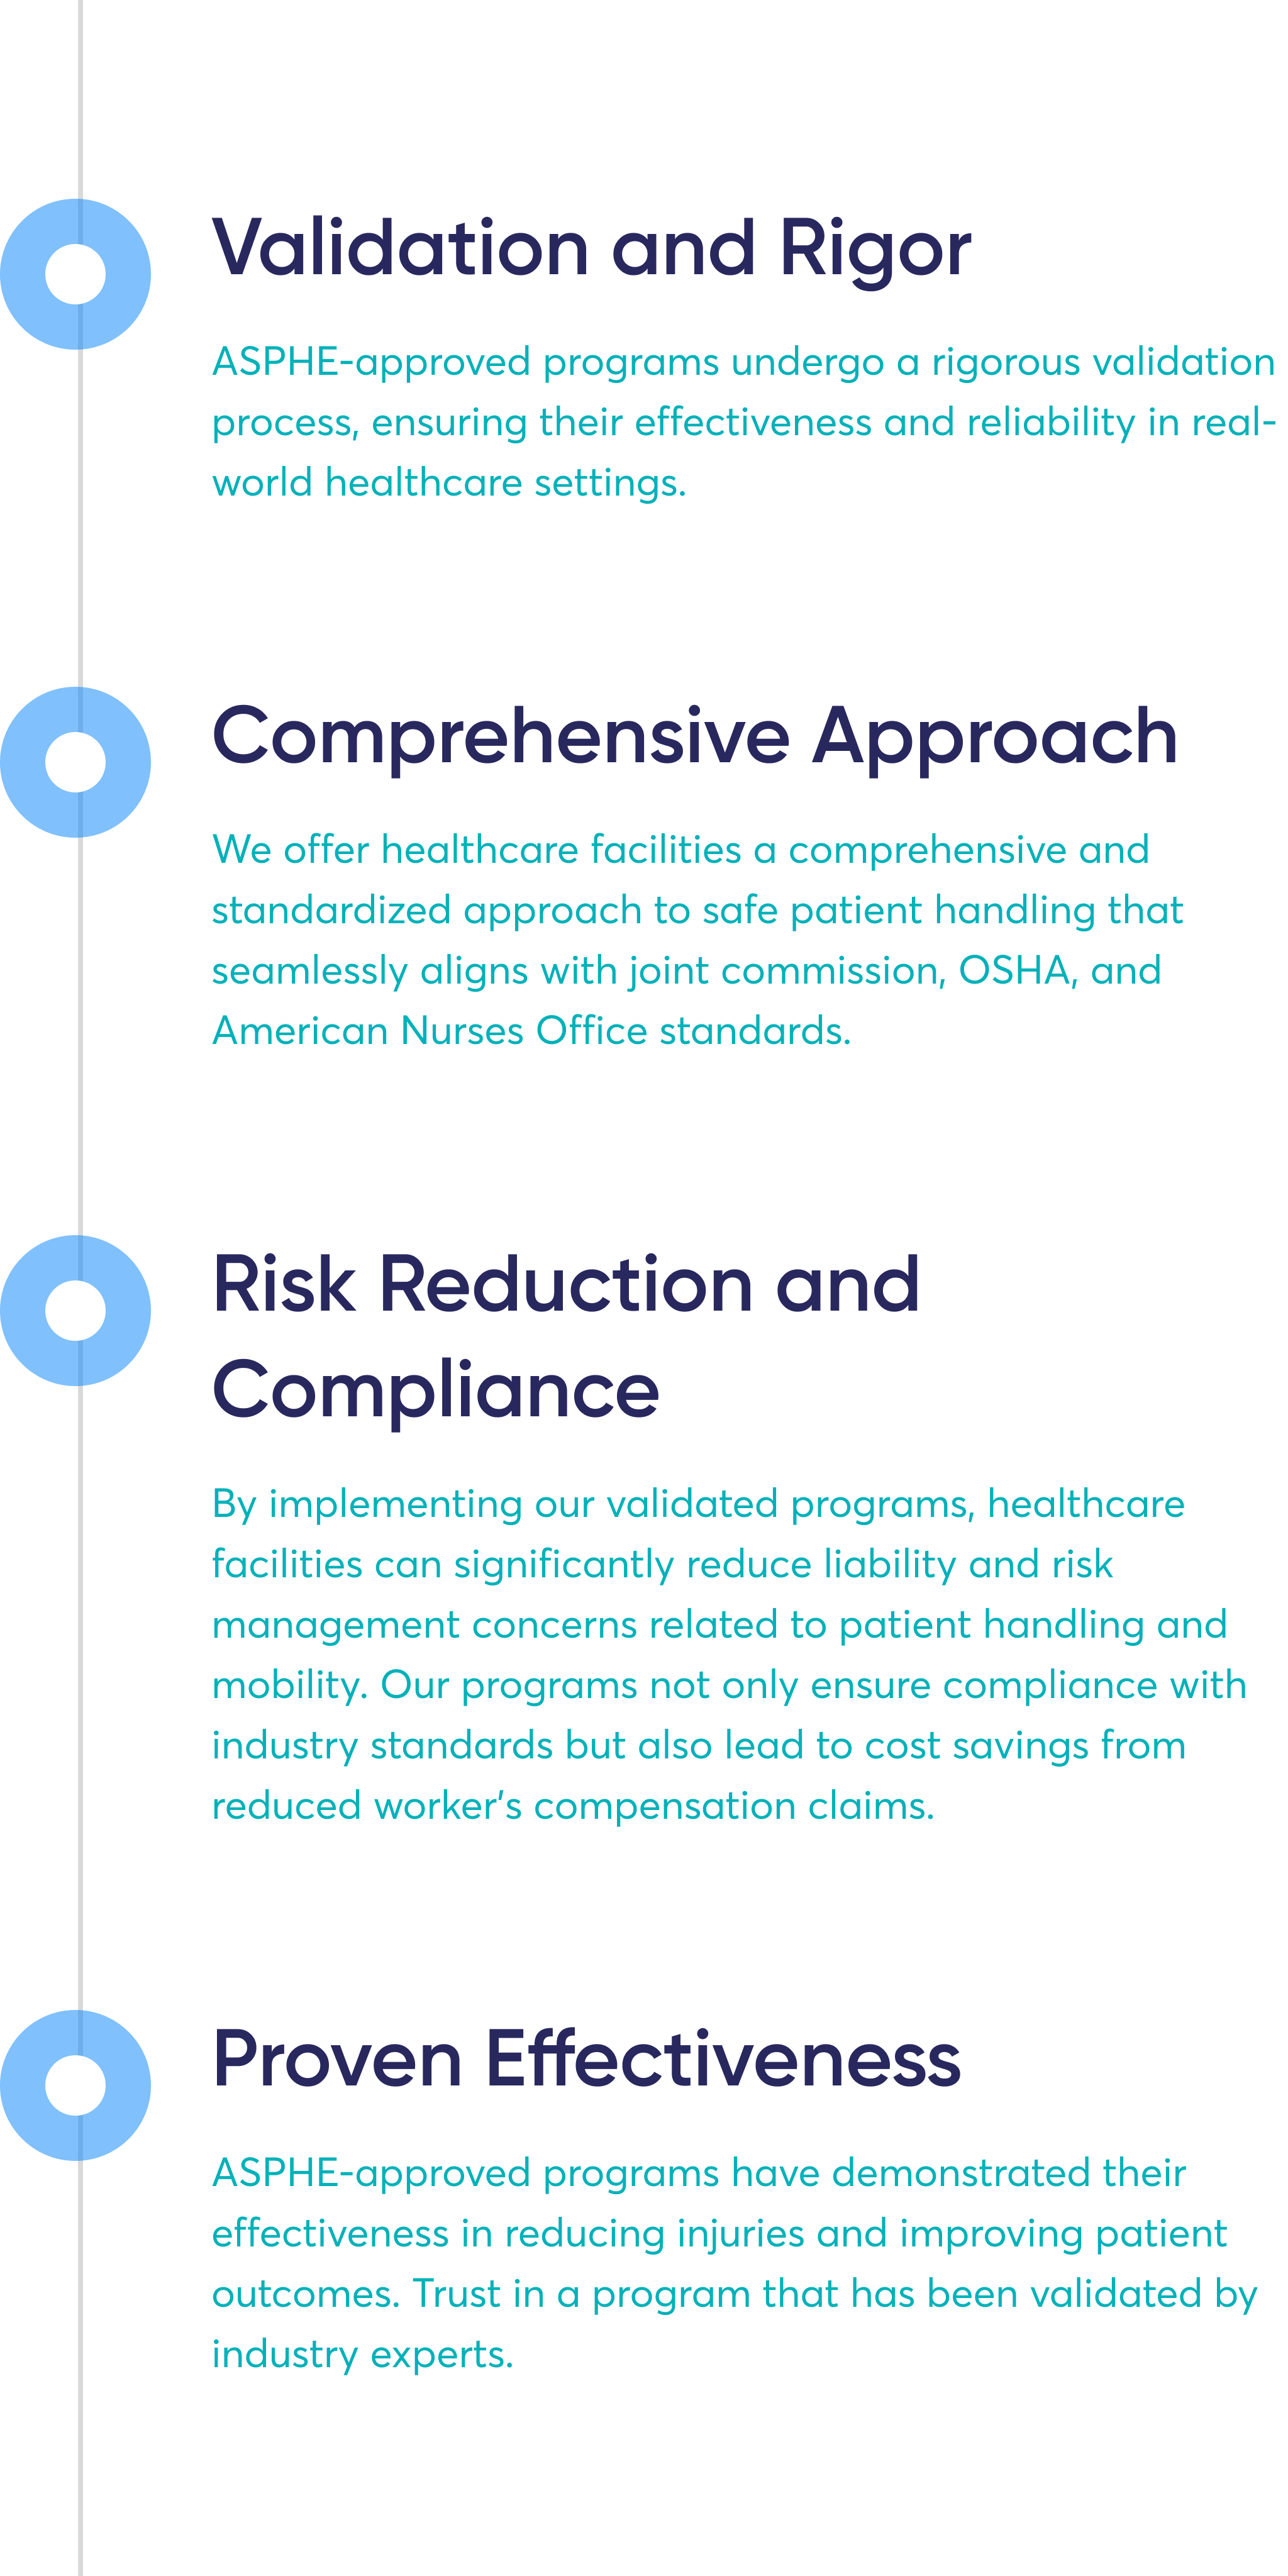 Validation and Rigor
ASPHE-approved programs undergo a rigorous validation
process, ensuring their effectiveness and reliability in real-
world healthcare settings.
Comprehensive Approach
We offer healthcare facilities a comprehensive and
standardized approach to safe patient handling that
seamlessly aligns with joint commission, OSHA, and
American Nurses Office standards.
Risk Reduction and
Compliance
By implementing our validated programs, healthcare
facilities can significantly reduce liability and risk
management concerns related to patient handling and
mobility. Our programs not only ensure compliance with
industry standards but also lead to cost savings from
reduced worker’s compensation claims.
Proven Effectiveness
ASPHE-approved programs have demonstrated their
effectiveness in reducing injuries and improving patient
outcomes. Trust in a program that has been validated by
industry experts.